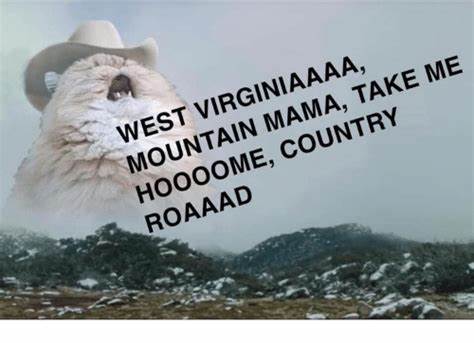 WEST VIRGINIAAAA,
MOUNTAIN MAMA, TAKE ME
HOOOOME, COUNTRY
ROAAAD